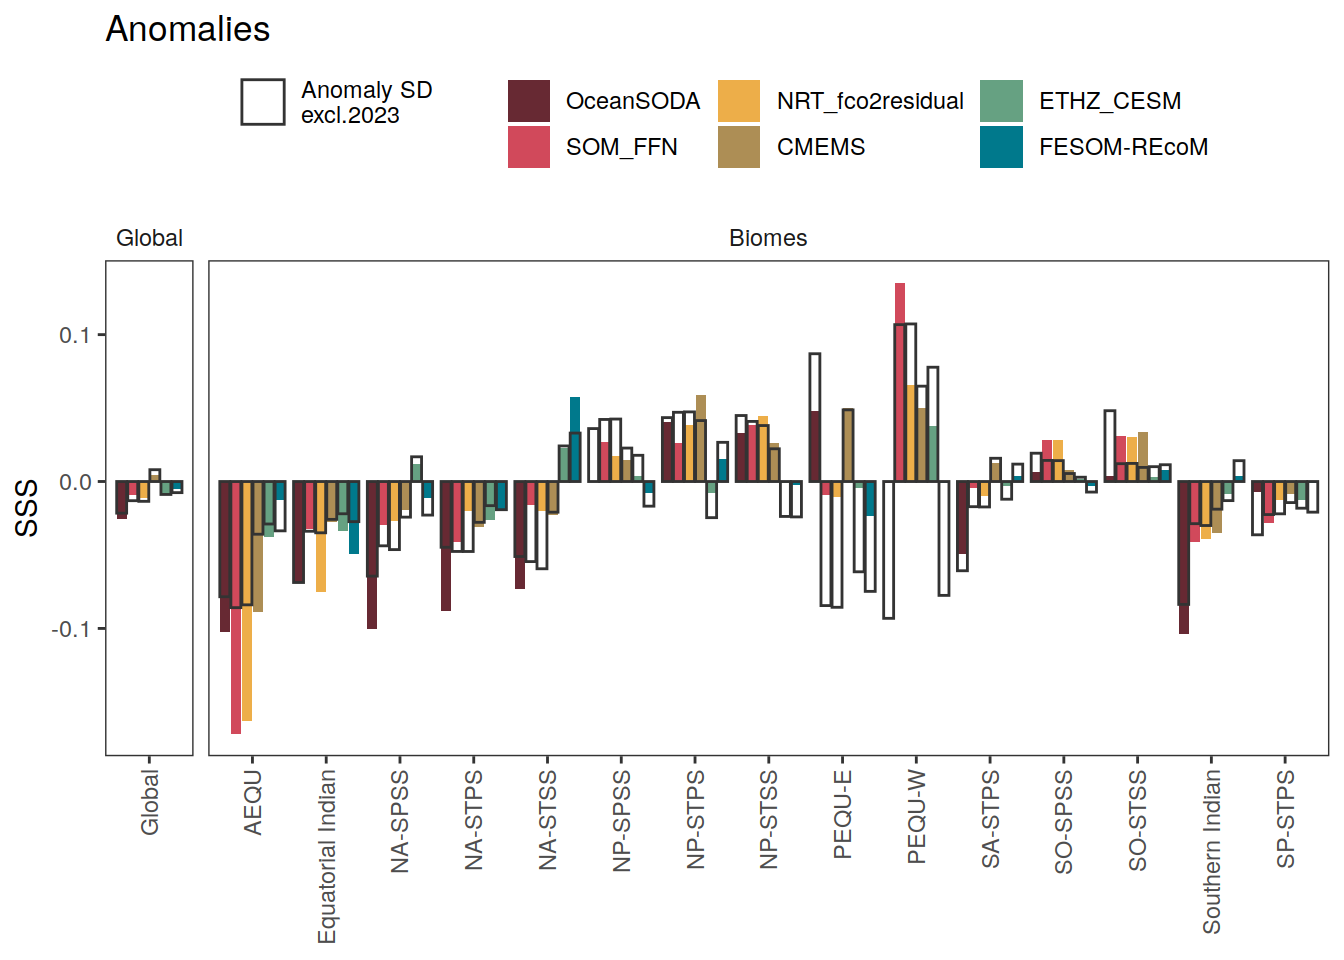 Anomalies
Anomaly SD
excl.2023
OceanSODA
NRT_fco2residual
ETHZ_CESM
SOM_FFN
CMEMS
FESOM-REcoM
Global
Biomes
0.1
0.0
-0.1
SSS
Global
AEQU
Equatorial Indian
NA-SPSS
NA-STPS
NA-STSS
NP-SPSS
NP-STPS
NP-STSS
PEQU-E
PEQU-W
SA-STPS
SO-SPSS
SO-STSS
Southern Indian
SP-STPS